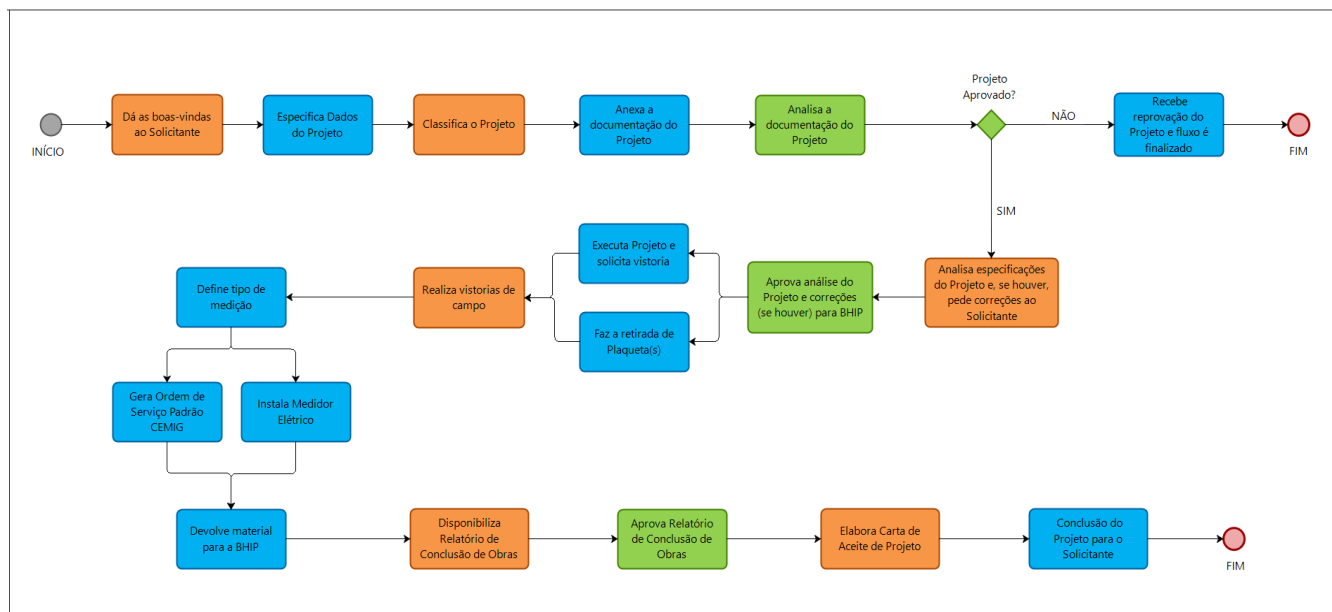 INÍCIO
Dá as boas-vindas
ao Solicitante
Especifica Dados
do Projeto
Classifica o Projeto
Anexa a
documentação do
Projeto
Analisa a
documentação do
Projeto
Projeto
Aprovado?
NÃO
Recebe
reprovação do
Projeto e fluxo é
finalizado
FIM
SIM
Analisa especificações
do Projeto e, se houver,
pede correções ao
Solicitante
Aprova análise do
Projeto e correções
(se houver) para BHIP
Executa Projeto e
solicita vistoria
Faz a retirada de
Plaqueta(s)
Realiza vistorias de
campo
Define tipo de
medição
Gera Ordem de
Serviço Padrão
CEMIG
Instala Medidor
Elétrico
Devolve material
para a BHIP
Disponibiliza
Relatório de
Conclusão de Obras
Aprova Relatório
de Conclusão de
Obras
Elabora Carta de
Aceite de Projeto
Conclusão do
Projeto para o
Solicitante
FIM